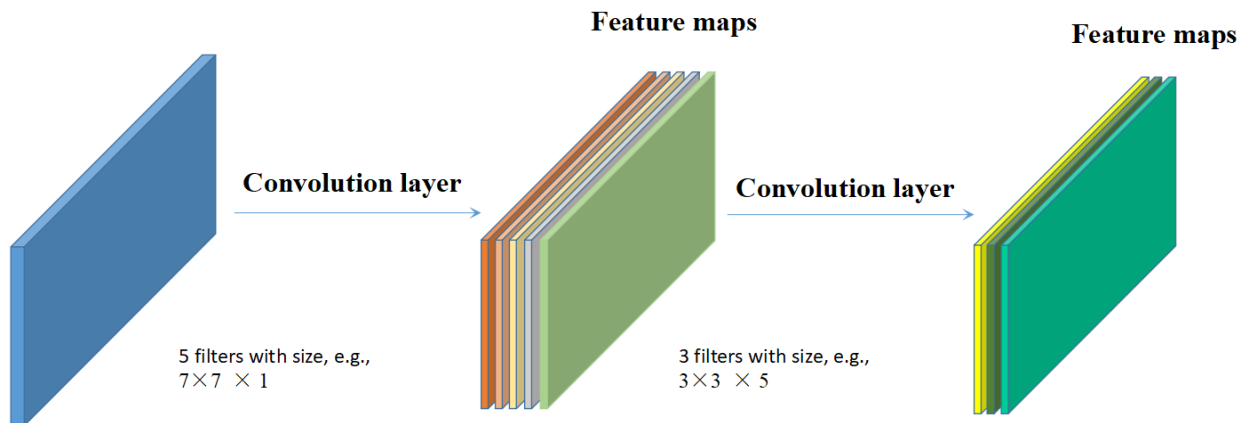 Feature maps
Feature maps
Convolution layer
Convolution layer
5 filters with size, e.g.,
7×7 × 1
3 filters with size, e.g.,
3×3 × 5